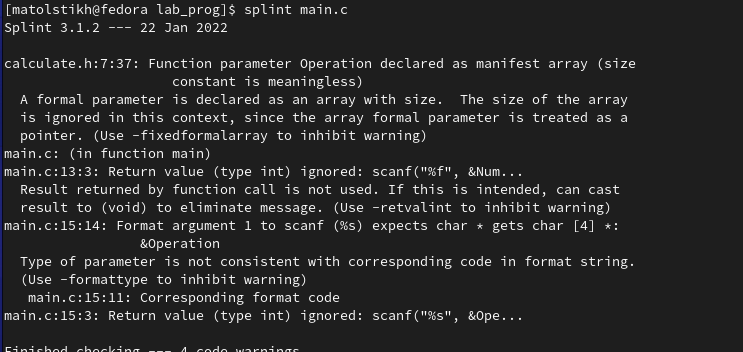 [matolstikh@fedora lab_prog]$ splint main.c
Splint 3.1.2 --- 22 Jan 2022
calculate.h:7:37: Function parameter Operation declared as manifest array (size
constant is meaningless)
A formal parameter is declared as an array with size.  The size of the array
is ignored in this context, since the array formal parameter is treated as a
pointer. (Use -fixedformalarray to inhibit warning)
main.c: (in function main)
main.c:13:3: Return value (type int) ignored: scanf("%f", &Num...
Result returned by function call is not used. If this is intended, can cast
result to (void) to eliminate message. (Use -retvalint to inhibit warning)
main.c:15:14: Format argument 1 to scanf (%s) expects char * gets char [4] *:
&Operation
Type of parameter is not consistent with corresponding code in format string.
(Use -formattype to inhibit warning)
main.c:15:11: Corresponding format code
main.c:15:3: Return value (type int) ignored: scanf("%s", &Ope...
Finished checking --- 4 code warnings